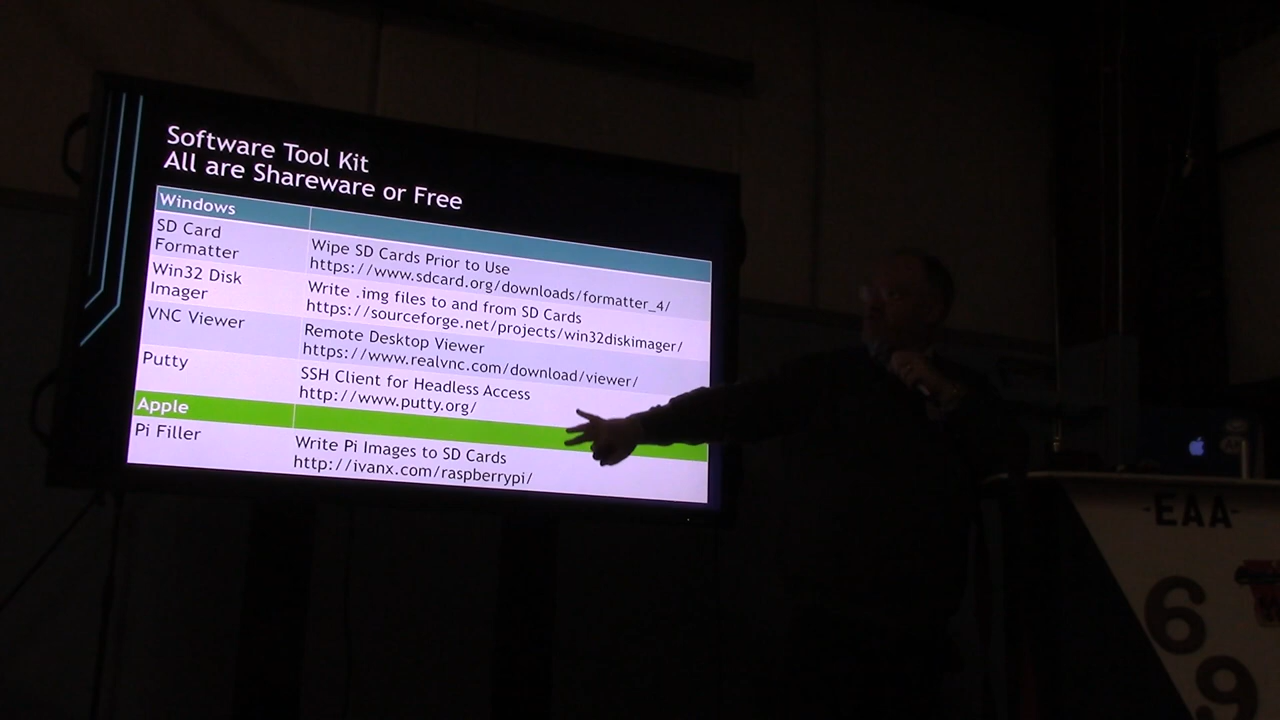 Software Tool Kit
All are Shareware or Free
Windows
SD Card
Formatter
Wipe SD Cards Prior to Use
https://www.sdcard.org/downloads/formatter_4/
Win32 Disk
Imager
Write .img files to and from SD Cards
https://sourceforge.net/projects/win32diskimager/
VNC Viewer
Remote Desktop Viewer
https://www.realvnc.com/download/viewer/
Putty
SSH Client for Headless Access
http://www.putty.org/
Apple
Pi Filler
Write Pi Images to SD Cards
http://ivanx.com/raspberrypi/
-EAA-
69